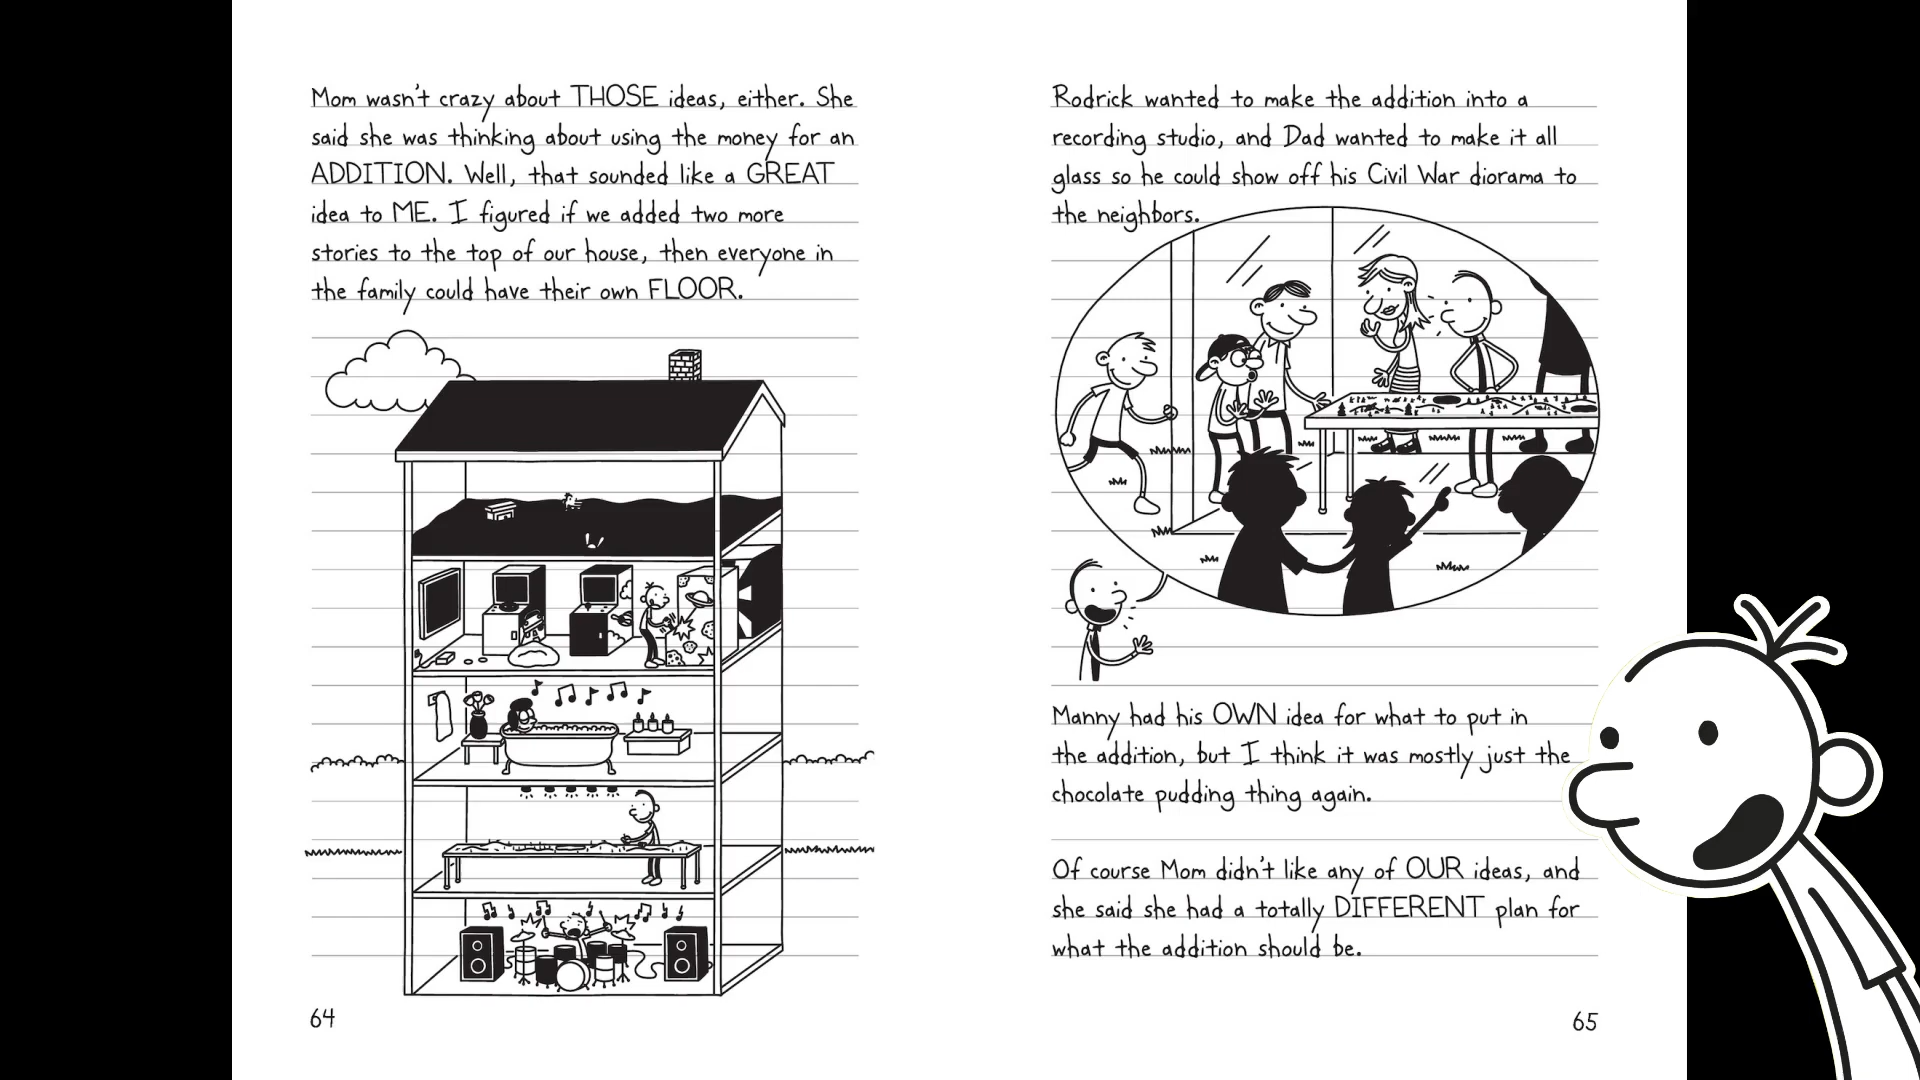 Mom wasn't crazy about THOSE ideas, either. She
said she was thinking about using the money for an
ADDITION. Well, that sounded like a GREAT
idea to ME. I figured if we added two more
stories to the top of our house, then everyone in
the family could have their own FLOOR.
64
Rodrick wanted to make the addition into a
recording studio, and Dad wanted to make it all
glass so he could show off his Civil War diorama to
the neighbors.
Manny had his OWN idea for what to put in
the addition, but I think it was mostly just the
chocolate pudding thing again.
Of course Mom didn't like any of OUR ideas, and
she said she had a totally DIFFERENT plan for
what the addition should be.
65